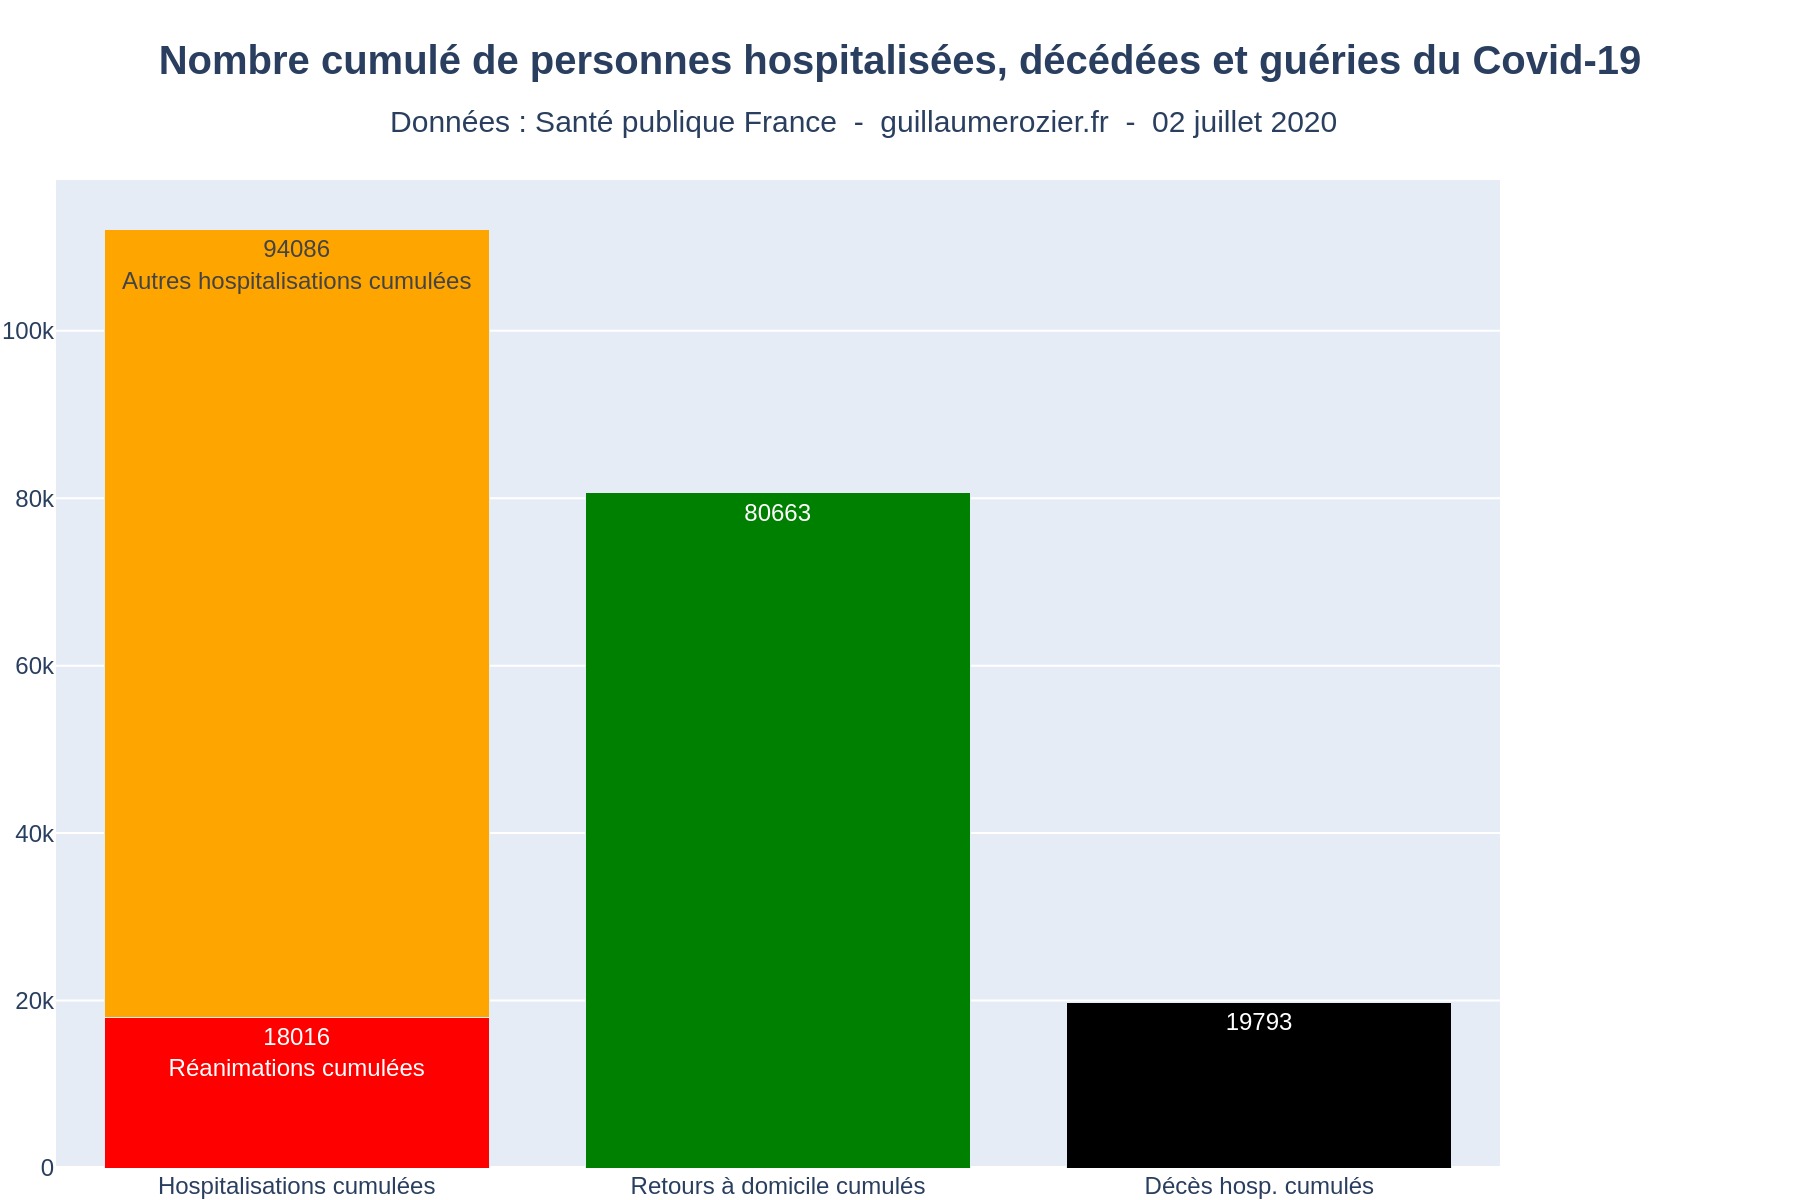 Nombre cumulé de personnes hospitalisées, décédées et guéries du Covid-19
Données : Santé publique France - guillaumerozier.fr - 02 juillet 2020
94086
Autres hospitalisations cumulées
100k
80k
80663
60k
40k
20k
18016
Réanimations cumulées
19793
0
Hospitalisations cumulées
Retours à domicile cumulés
Décès hosp. cumulés